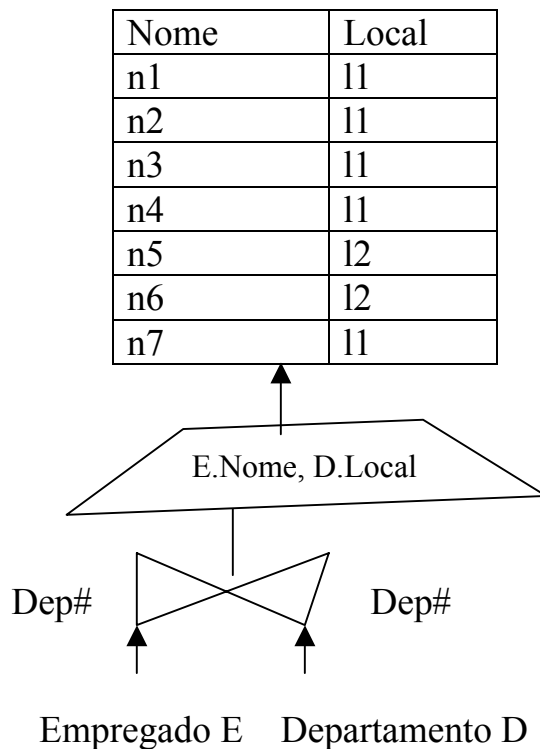 Nome Local
n1 l1
n2 l1
n3 l1
n4 l1
n5 l2
n6 l2
n7 l1
E.Nome, D.Local
Dep# Dep#
Empregado E Departamento D